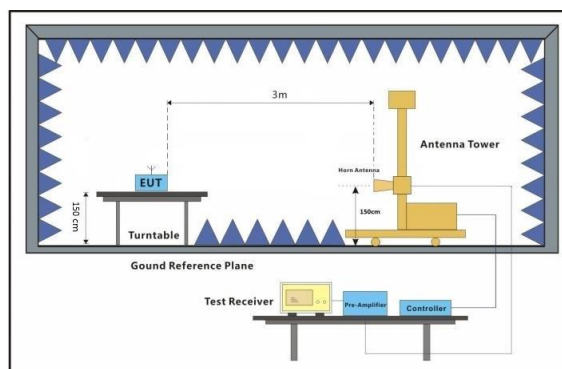 3m
Antenna Tower
Horn Antenna
EUT
150 cm
150cm
Turntable
Gound Reference Plane
Test Receiver
Pre-Amplifier
Controller